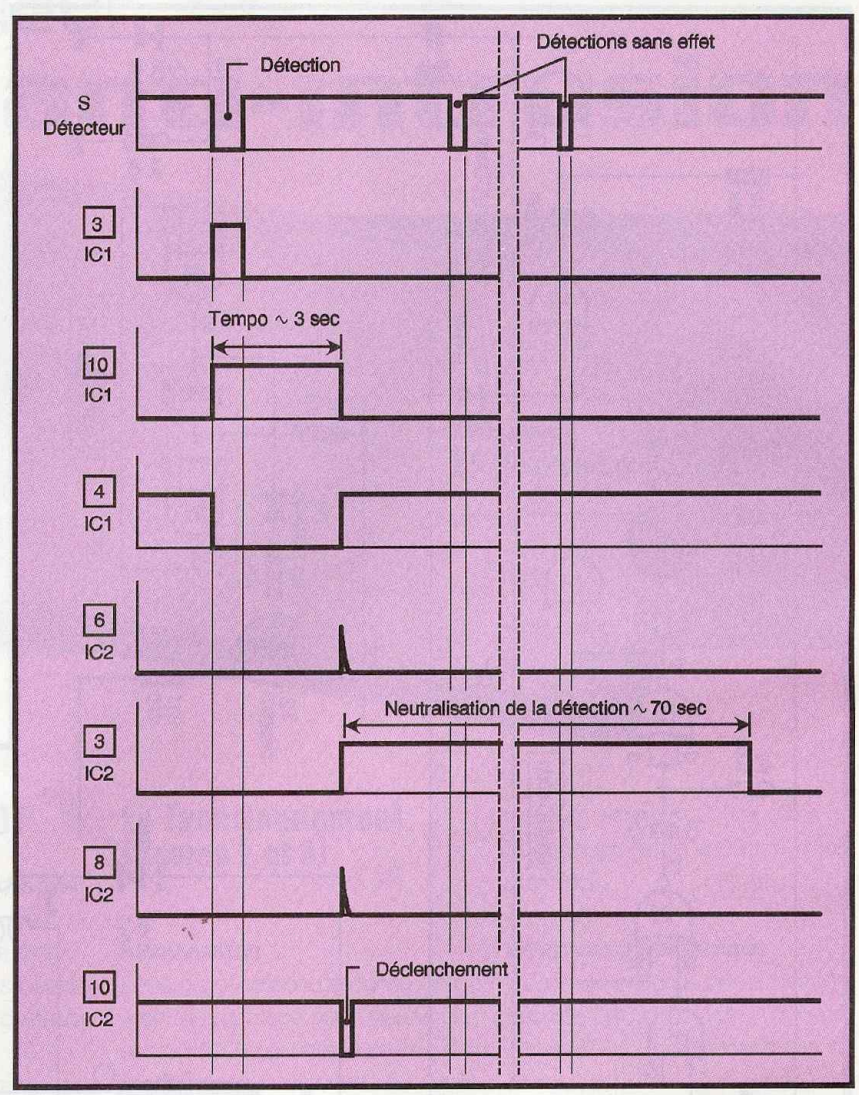 Détections sans effet
Détection
S
Détecteur
3
IC1
Tempo ~ 3 sec
10
IC1
4
IC1
6
IC2
Neutralisation de la détection ~ 70 sec
3
IC2
8
IC2
Déclenchement
10
IC2